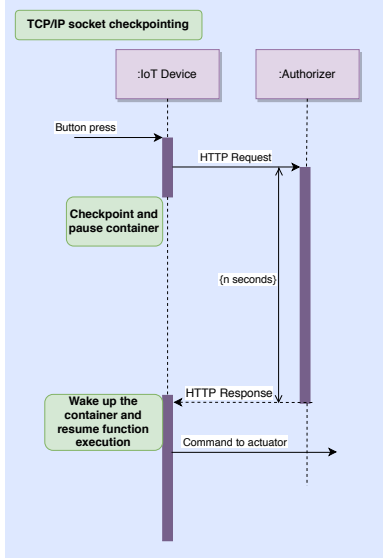 TCP/IP socket checkpointing
:IoT Device
:Authorizer
Button press
HTTP Request
Checkpoint and
pause container
{n seconds}
HTTP Response
Wake up the
container and
resume function
execution
Command to actuator